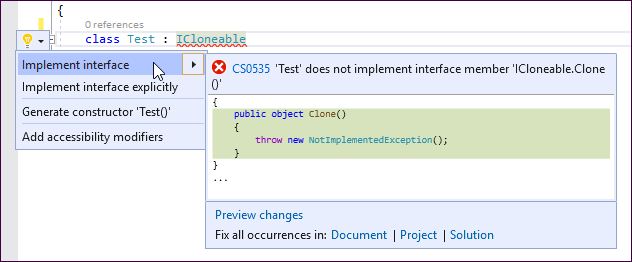 {
0 references
class Test : ICloneable
Implement interface
Implement interface explicitly
Generate constructor 'Test()'
Add accessibility modifiers
CS0535 'Test' does not implement interface member 'ICloneable.Clone
()'
{
public object Clone()
{
throw new NotImplementedException();
}
}
...
Preview changes
Fix all occurrences in: Document | Project | Solution